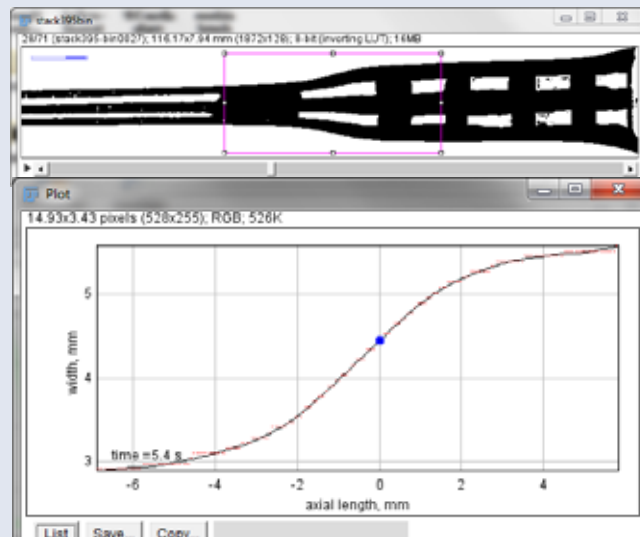 stack395bin
28/71 (stack395-bin0027); 116.17x7.94 mm (1872x128); 8-bit (inverting LUT); 16MB
Plot
14.93x3.43 pixels (528x255); RGB; 526K
5
4
3
width, mm
time =5.4 s
-6 -4 -2 0 2 4
axial length, mm
List Save... Copy...